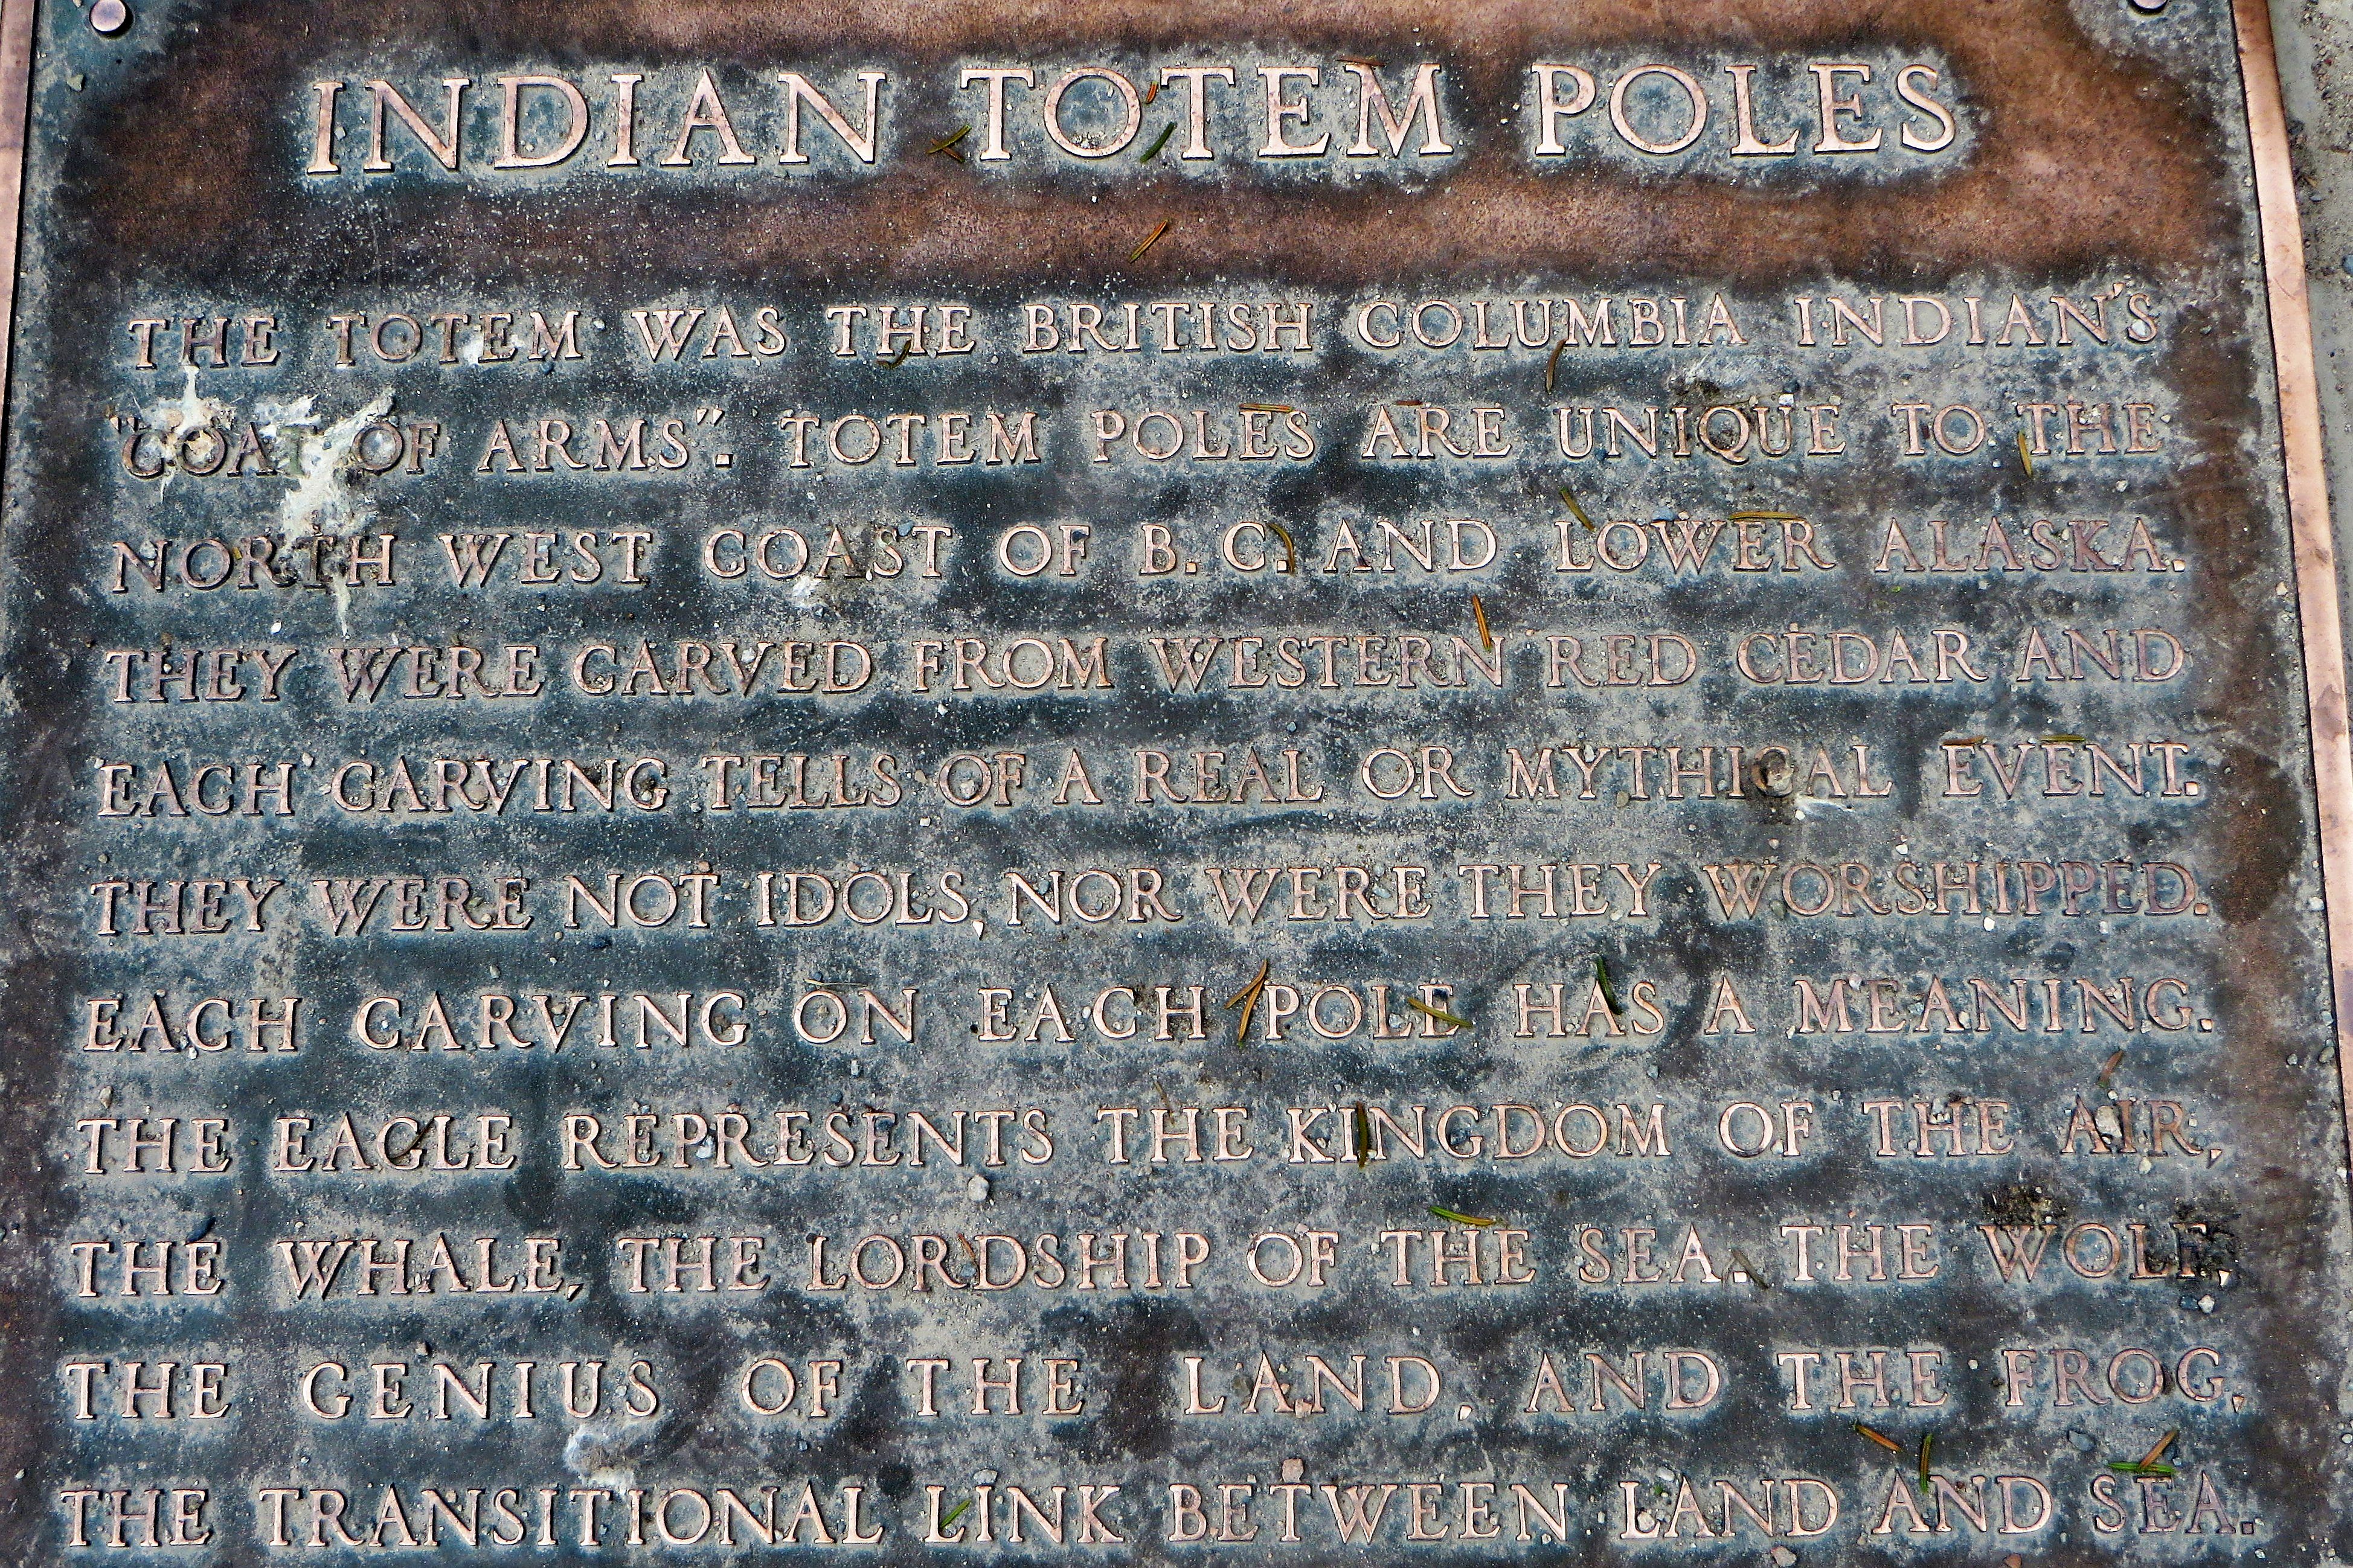 INDIAN TOTEM POLES
THE TOTEM WAS THE BRITISH COLUMBIA INDIAN'S
"COAT OF ARMS". TOTEM POLES ARE UNIQUE TO THE
NORTH WEST COAST OF B.C. AND LOWER ALASKA.
THEY WERE CARVED FROM WESTERN RED CEDAR AND
EACH CARVING TELLS OF A REAL OR MYTHICAL EVENT.
THEY WERE NOT IDOLS, NOR WERE THEY WORSHIPPED.
EACH CARVING ON EACH POLE HAS A MEANING.
THE EAGLE REPRESENTS THE KINGDOM OF THE AIR,
THE WHALE, THE LORDSHIP OF THE SEA. THE WOLF,
THE GENIUS OF THE LAND, AND THE FROG,
THE TRANSITIONAL LINK BETWEEN LAND AND SEA.